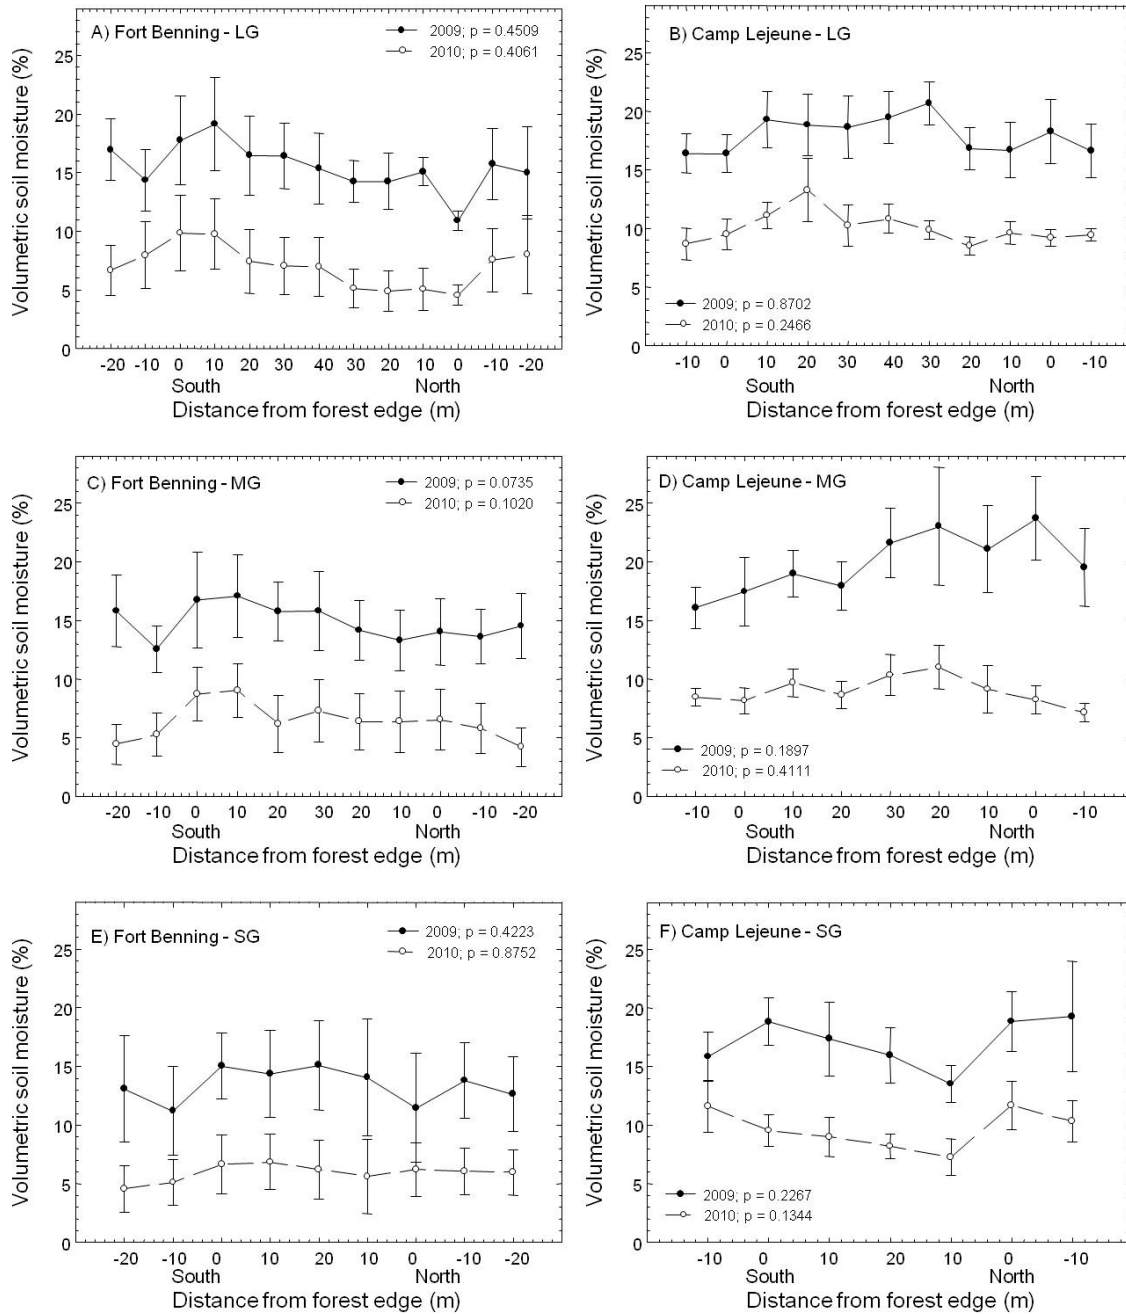 A) Fort Benning - LG
2009; p = 0.4509
2010; p = 0.4061
Volumetric soil moisture (%)
25
20
15
10
5
0
-20 -10 0 10 20 30 40 30 20 10 0 -10 -20
South North
Distance from forest edge (m)
B) Camp Lejeune - LG
2009; p = 0.8702
2010; p = 0.2466
Volumetric soil moisture (%)
25
20
15
10
5
0
-10 0 10 20 30 40 30 20 10 0 -10
South North
Distance from forest edge (m)
C) Fort Benning - MG
2009; p = 0.0735
2010; p = 0.1020
Volumetric soil moisture (%)
25
20
15
10
5
0
-20 -10 0 10 20 30 20 10 0 -10 -20
South North
Distance from forest edge (m)
D) Camp Lejeune - MG
2009; p = 0.1897
2010; p = 0.4111
Volumetric soil moisture (%)
25
20
15
10
5
0
-10 0 10 20 30 20 10 0 -10
South North
Distance from forest edge (m)
E) Fort Benning - SG
2009; p = 0.4223
2010; p = 0.8752
Volumetric soil moisture (%)
25
20
15
10
5
0
-20 -10 0 10 20 10 0 -10 -20
South North
Distance from forest edge (m)
F) Camp Lejeune - SG
2009; p = 0.2267
2010; p = 0.1344
Volumetric soil moisture (%)
25
20
15
10
5
0
-10 0 10 20 10 0 -10
South North
Distance from forest edge (m)